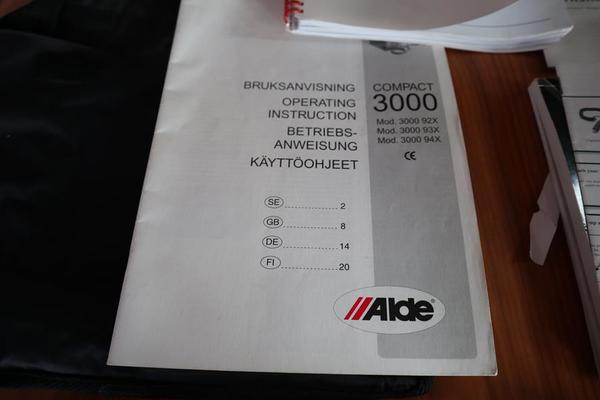 BRUKSANVISNING
OPERATING
INSTRUCTION
BETRIEBS-
ANWEISUNG
KÄYTTÖOHJEET
COMPACT
3000
Mod. 3000 92X
Mod. 3000 93X
Mod. 3000 94X
CE
SE ........................ 2
GB ........................ 8
DE ........................ 14
FI ........................ 20
Alde®